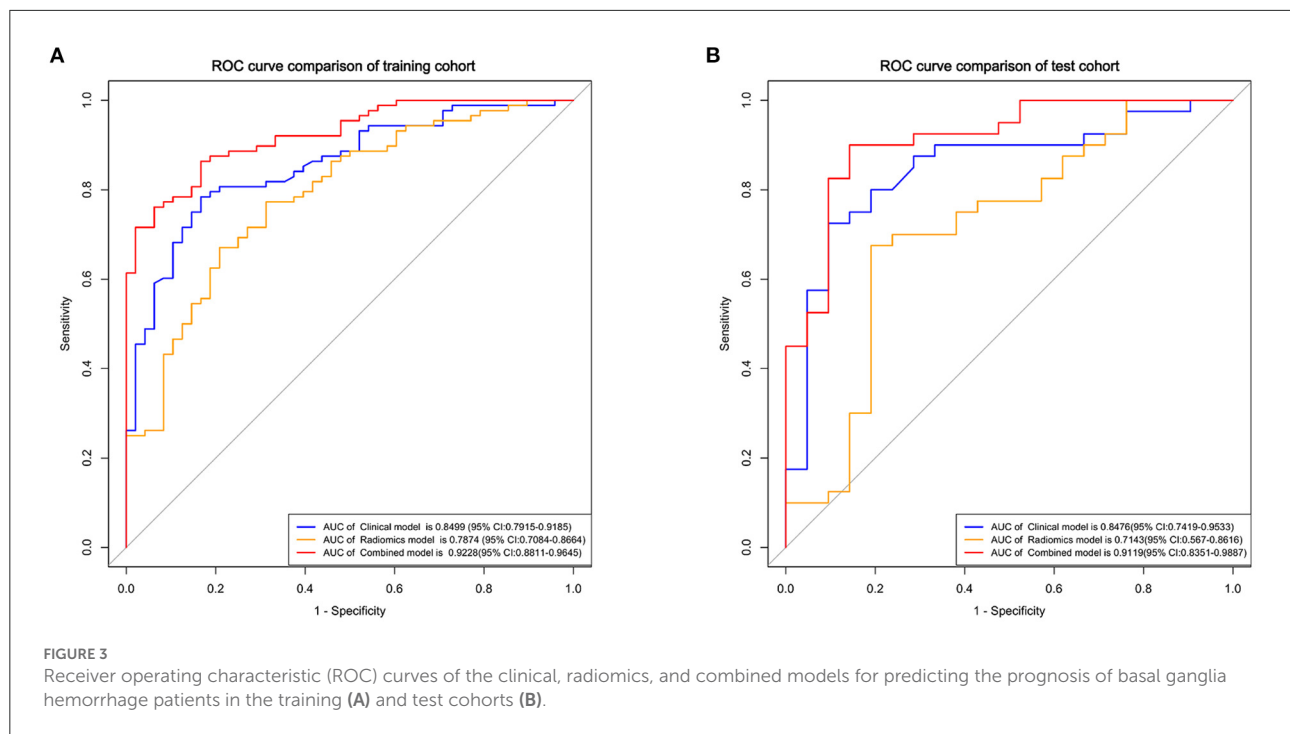 A
ROC curve comparison of training cohort
1.0
0.8
0.6
0.4
0.2
0.0
Sensitivity
AUC of Clinical model is 0.8499 (95% CI:0.7915-0.9185)
AUC of Radiomics model is 0.7874 (95% CI:0.7084-0.8664)
AUC of Combined model is 0.9228(95% CI:0.8811-0.9645)
0.0 0.2 0.4 0.6 0.8 1.0
1 - Specificity
B
ROC curve comparison of test cohort
1.0
0.8
0.6
0.4
0.2
0.0
Sensitivity
AUC of Clinical model is 0.8476(95% CI:0.7419-0.9533)
AUC of Radiomics model is 0.7143(95% CI:0.567-0.8616)
AUC of Combined model is 0.9119(95% CI:0.8351-0.9887)
0.0 0.2 0.4 0.6 0.8 1.0
1 - Specificity
FIGURE 3
Receiver operating characteristic (ROC) curves of the clinical, radiomics, and combined models for predicting the prognosis of basal ganglia
hemorrhage patients in the training (A) and test cohorts (B).